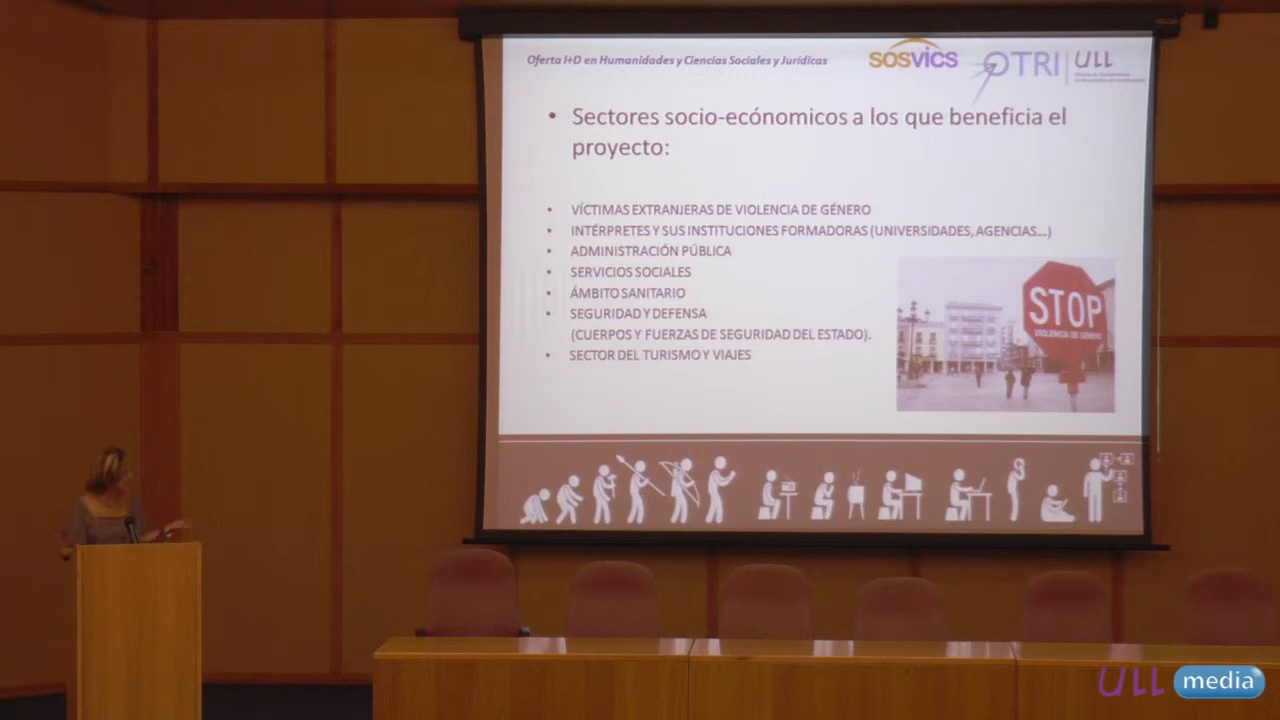 Oferta I+D en Humanidades y Ciencias Sociales y Jurídicas
sosvics
OTRI
ULL
• Sectores socio-ecónomicos a los que beneficia el
proyecto:
• VÍCTIMAS EXTRANJERAS DE VIOLENCIA DE GÉNERO
• INTÉRPRETES Y SUS INSTITUCIONES FORMADORAS (UNIVERSIDADES, AGENCIAS...)
• ADMINISTRACIÓN PÚBLICA
• SERVICIOS SOCIALES
• ÁMBITO SANITARIO
• SEGURIDAD Y DEFENSA
(CUERPOS Y FUERZAS DE SEGURIDAD DEL ESTADO).
• SECTOR DEL TURISMO Y VIAJES
STOP
VIOLENCIA DE GÉNERO
ULL media